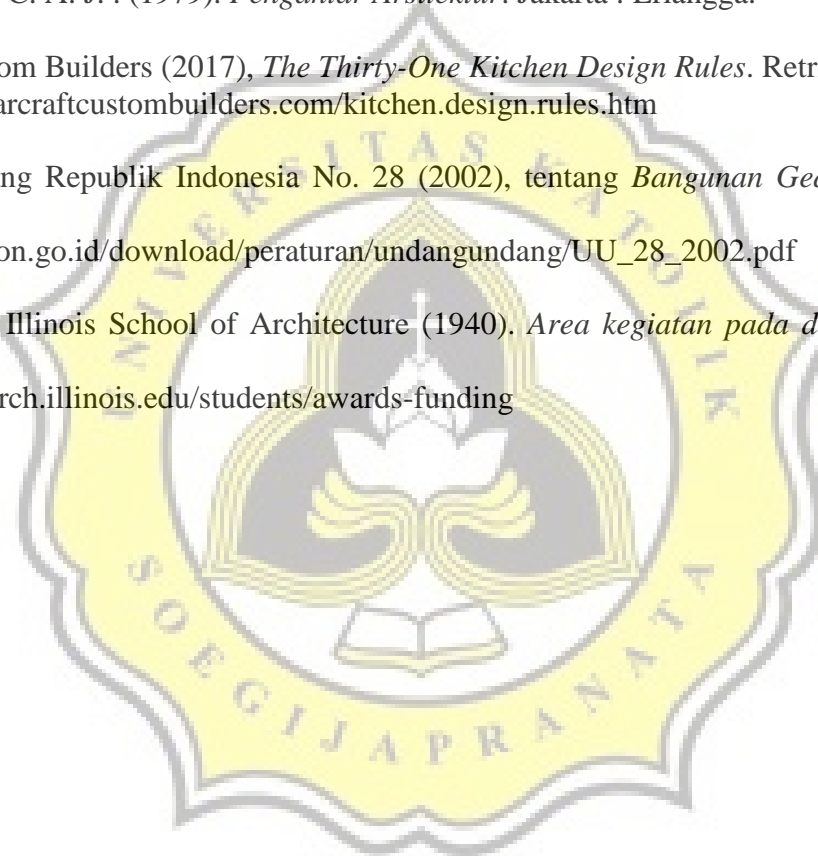 C. A. J. . (1979). Pengantar Arsitektur. Jakarta : Erlangga.
om Builders (2017), The Thirty-One Kitchen Design Rules. Retr
arcraftcustombuilders.com/kitchen.design.rules.htm
ng Republik Indonesia No. 28 (2002), tentang Bangunan Ged
on.go.id/download/peraturan/undangundang/UU_28_2002.pdf
Illinois School of Architecture (1940). Area kegiatan pada d
rch.illinois.edu/students/awards-funding
UNIVERSITAS KATOLIK
SOEGIJAPRANATA